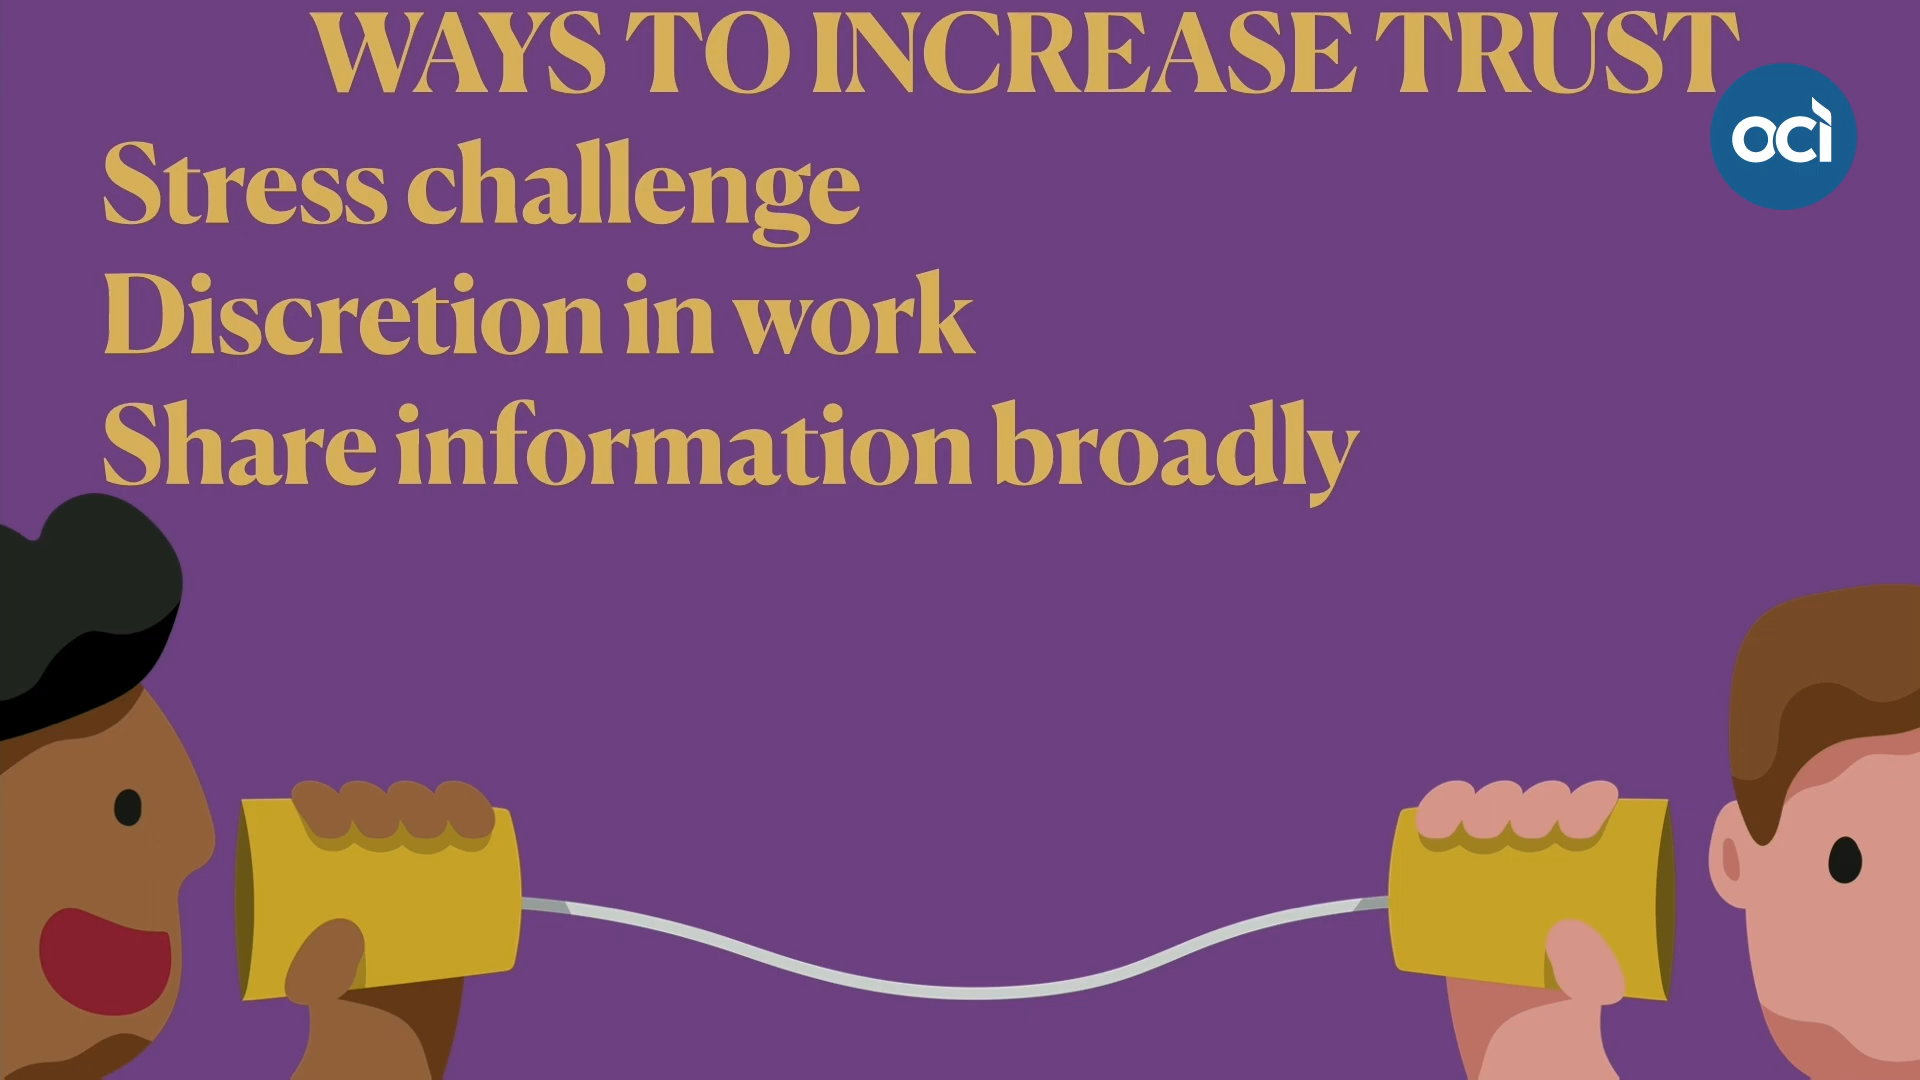 WAYS TO INCREASE TRUST
oci
Stress challenge
Discretion in work
Share information broadly